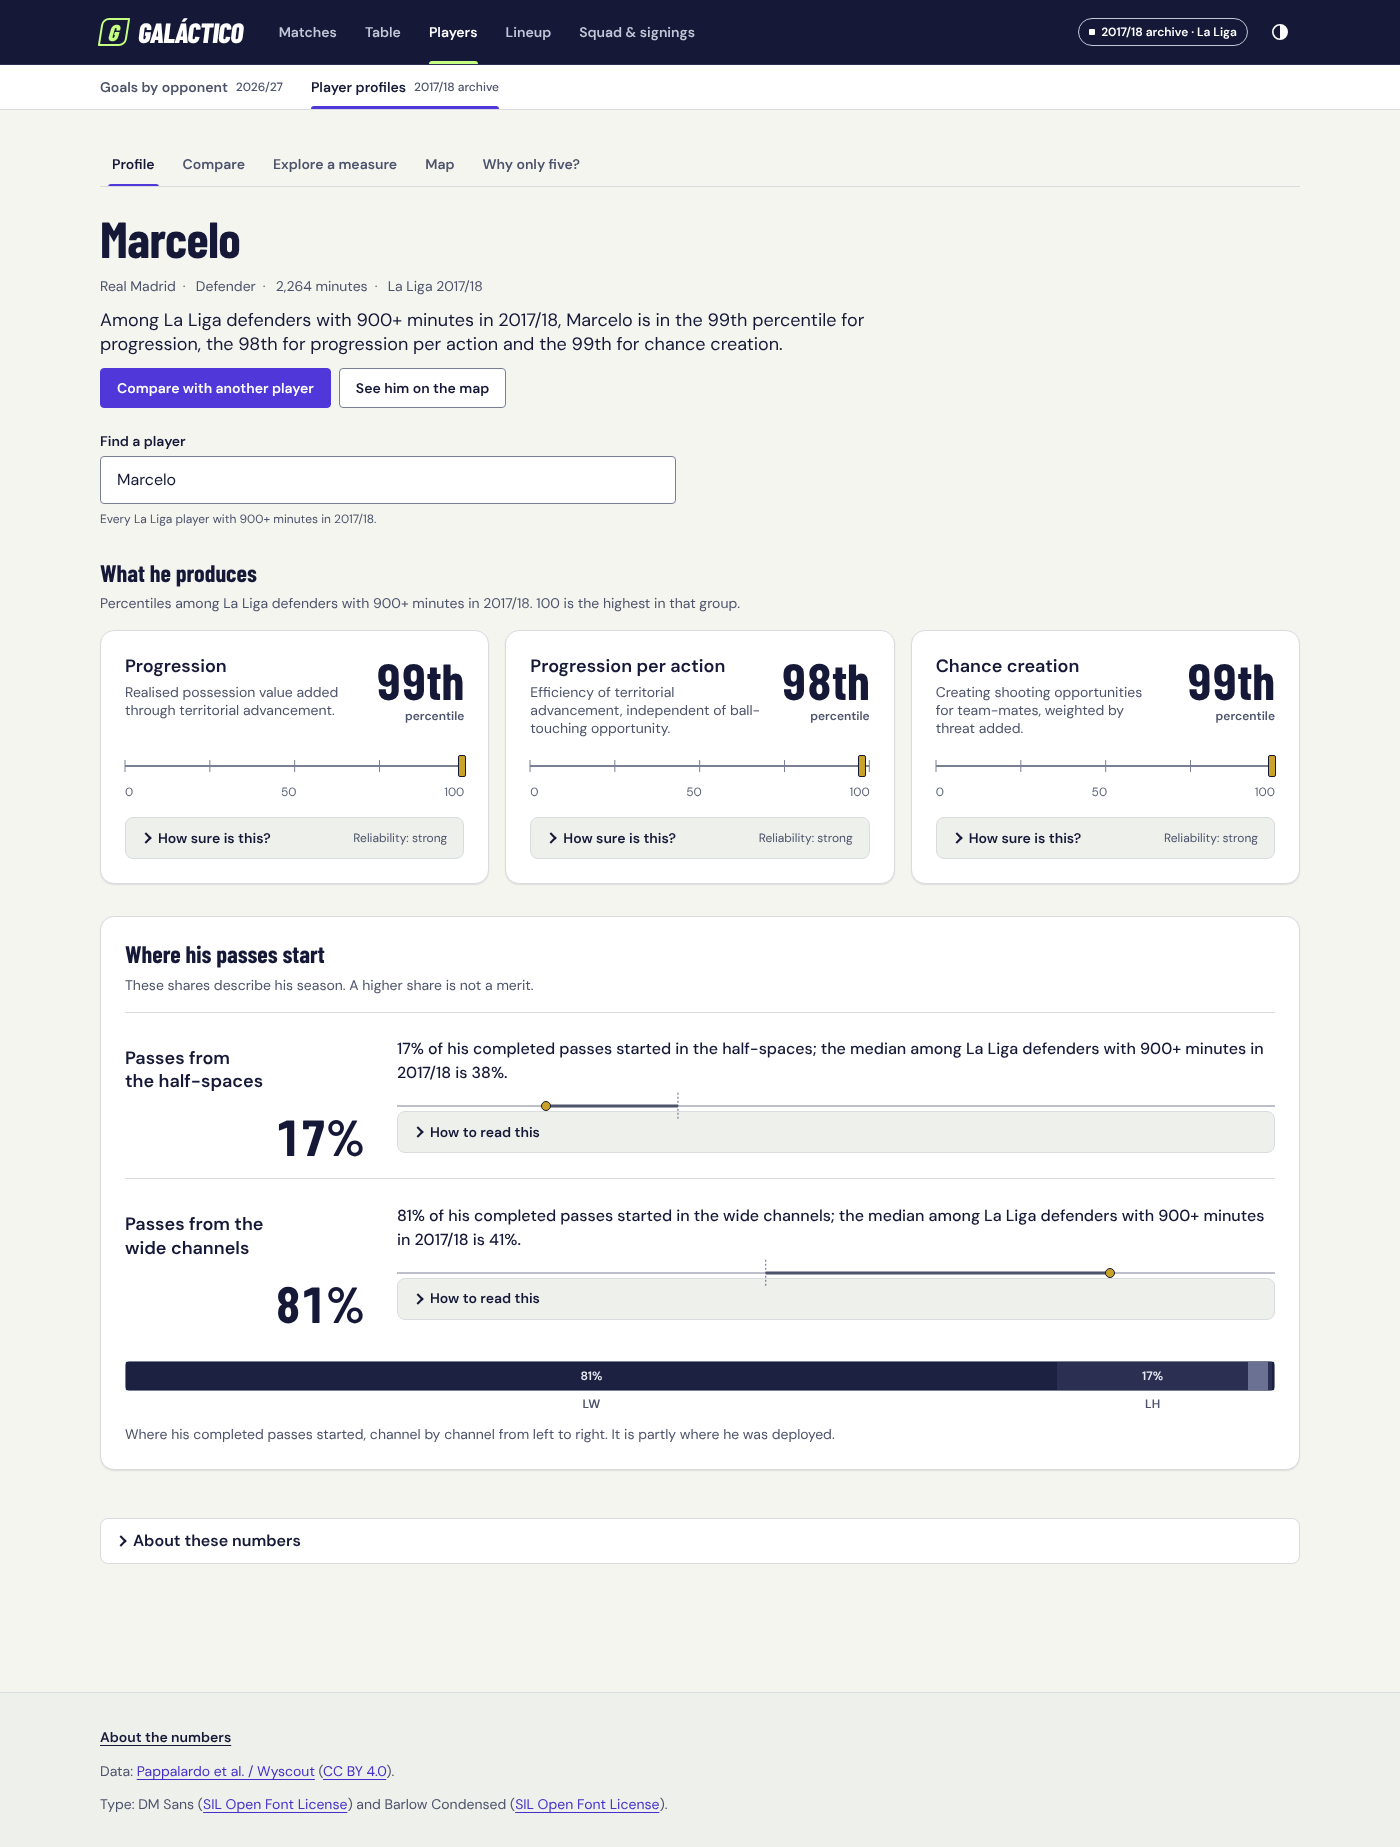 GALÁCTICO
Matches
Table
Players
Lineup
Squad & signings
2017/18 archive · La Liga
Goals by opponent 2026/27
Player profiles 2017/18 archive
Profile
Compare
Explore a measure
Map
Why only five?
Marcelo
Real Madrid · Defender · 2,264 minutes · La Liga 2017/18
Among La Liga defenders with 900+ minutes in 2017/18, Marcelo is in the 99th percentile for
progression, the 98th for progression per action and the 99th for chance creation.
Compare with another player
See him on the map
Find a player
Marcelo
Every La Liga player with 900+ minutes in 2017/18.
What he produces
Percentiles among La Liga defenders with 900+ minutes in 2017/18. 100 is the highest in that group.
Progression
Realised possession value added
through territorial advancement.
99th
percentile
0 50 100
How sure is this?
Reliability: strong
Progression per action
Efficiency of territorial
advancement, independent of ball-
touching opportunity.
98th
percentile
0 50 100
How sure is this?
Reliability: strong
Chance creation
Creating shooting opportunities
for team-mates, weighted by
threat added.
99th
percentile
0 50 100
How sure is this?
Reliability: strong
Where his passes start
These shares describe his season. A higher share is not a merit.
Passes from
the half-spaces
17%
17% of his completed passes started in the half-spaces; the median among La Liga defenders with 900+ minutes in
2017/18 is 38%.
How to read this
Passes from the
wide channels
81%
81% of his completed passes started in the wide channels; the median among La Liga defenders with 900+ minutes
in 2017/18 is 41%.
How to read this
81% 17%
LW LH
Where his completed passes started, channel by channel from left to right. It is partly where he was deployed.
About these numbers
About the numbers
Data: Pappalardo et al. / Wyscout (CC BY 4.0).
Type: DM Sans (SIL Open Font License) and Barlow Condensed (SIL Open Font License).